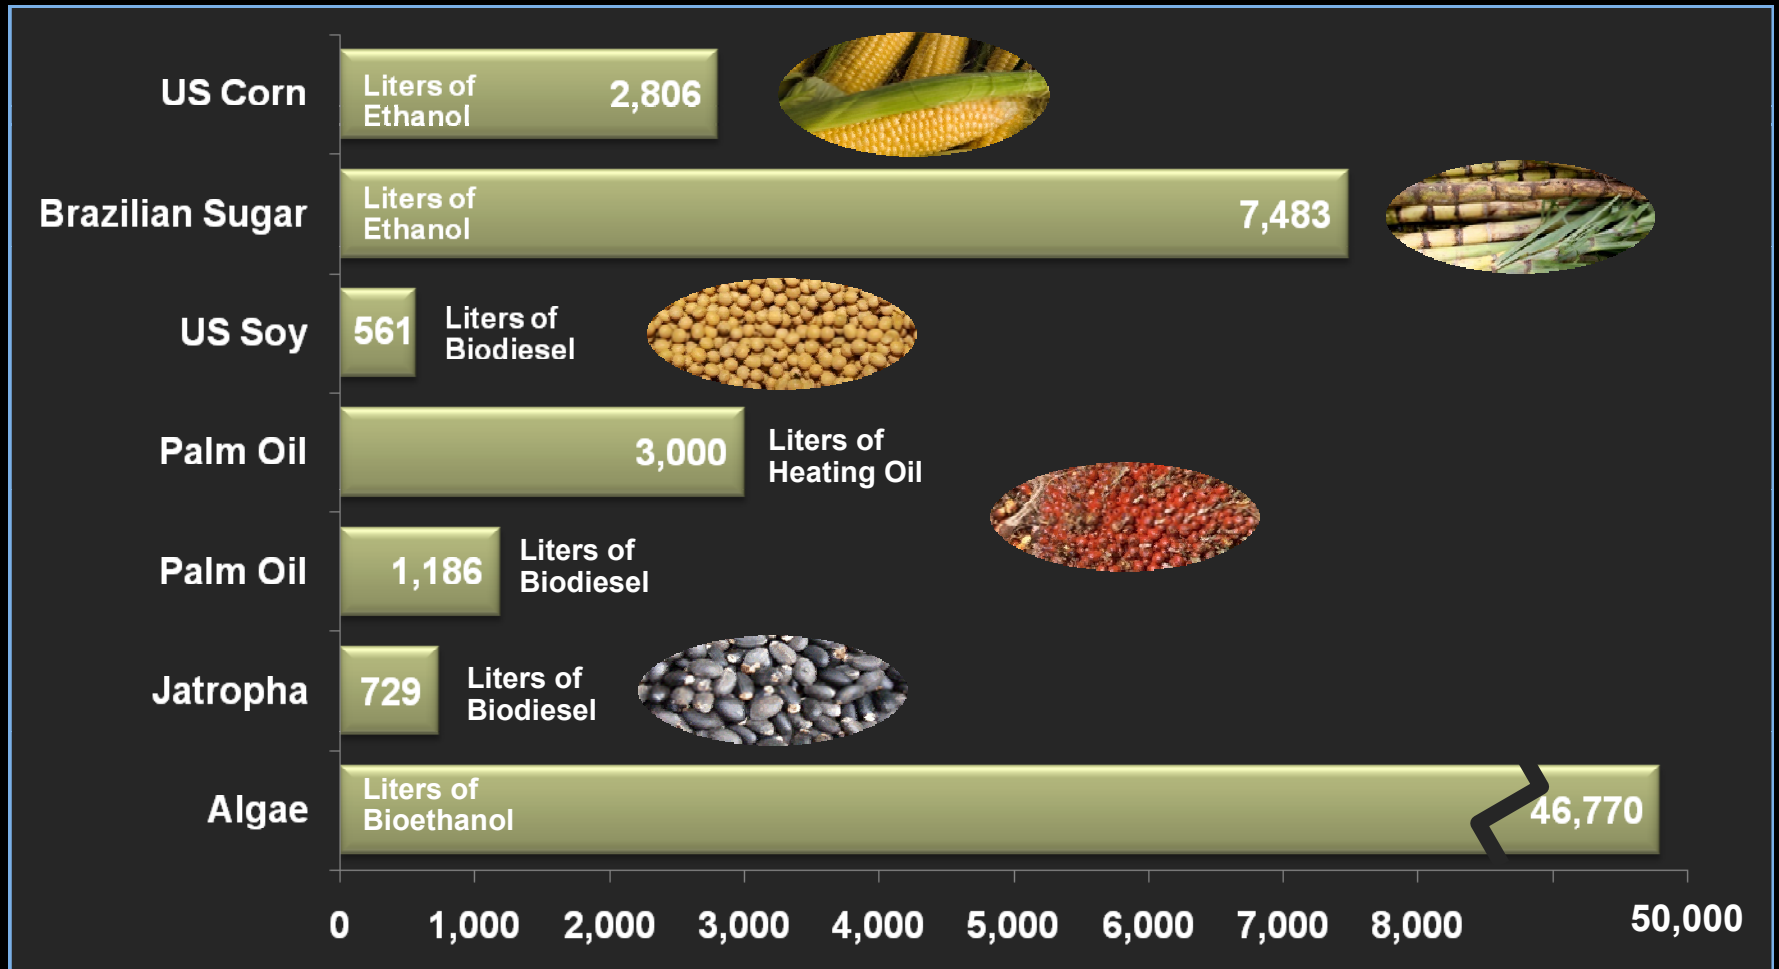 US Corn
Liters of
Ethanol
2,806
Brazilian Sugar
Liters of
Ethanol
7,483
US Soy
561
Liters of
Biodiesel
Palm Oil
3,000
Liters of
Heating Oil
Palm Oil
1,186
Liters of
Biodiesel
Jatropha
729
Liters of
Biodiesel
Algae
Liters of
Bioethanol
46,770
0 1,000 2,000 3,000 4,000 5,000 6,000 7,000 8,000 50,000